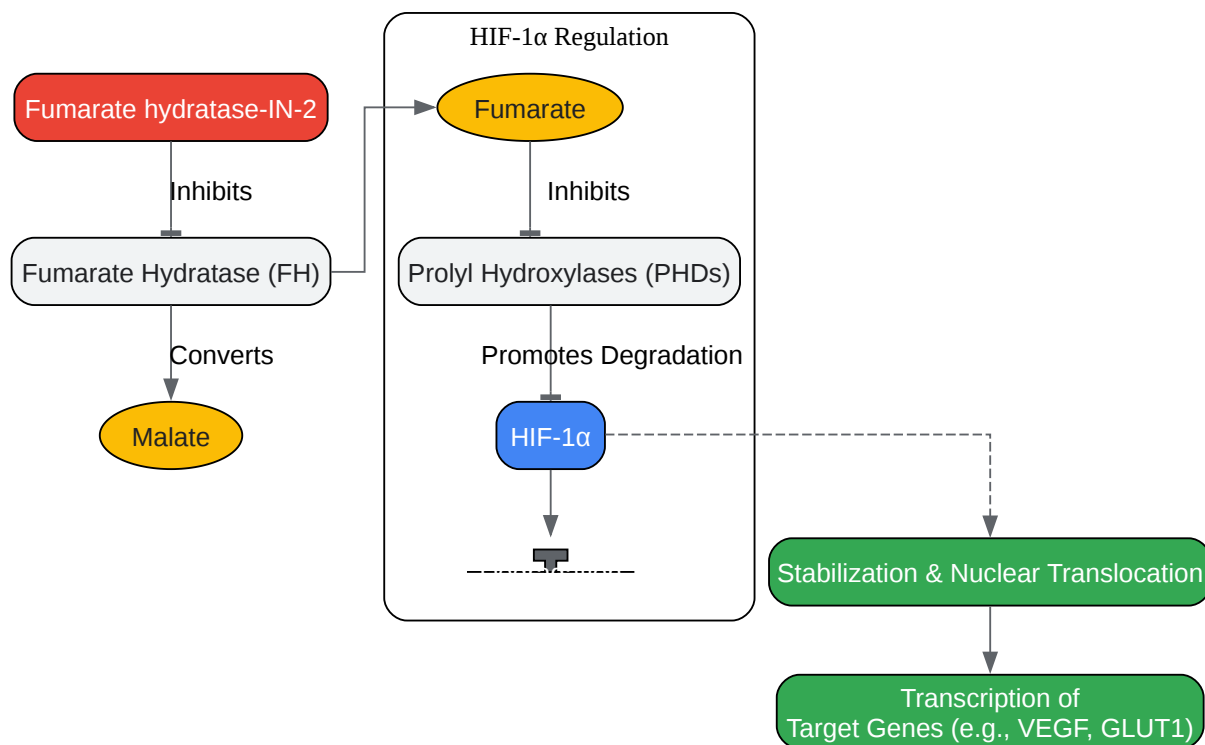 HIF-1α Regulation
Fumarate hydratase-IN-2
Fumarate
Inhibits
Inhibits
Fumarate Hydratase (FH)
Prolyl Hydroxylases (PHDs)
Converts
Promotes Degradation
Malate
HIF-1α
Stabilization & Nuclear Translocation
Transcription of
Target Genes (e.g., VEGF, GLUT1)